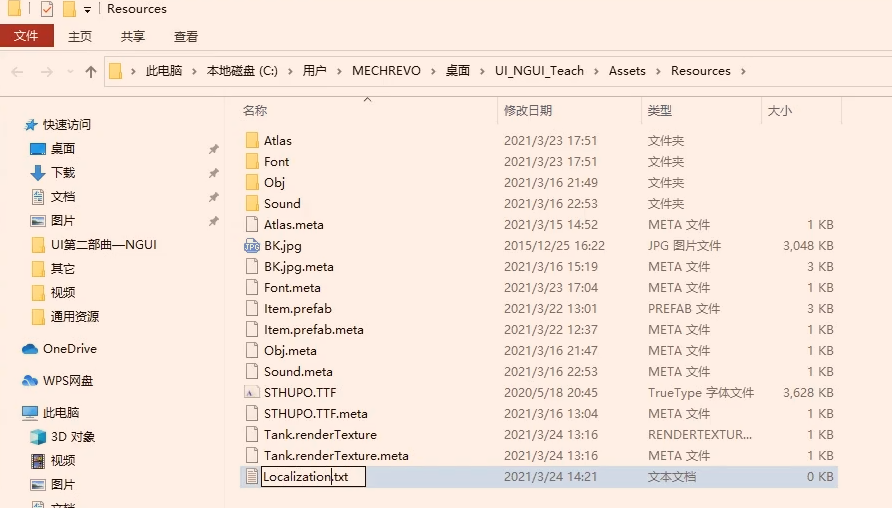 Resources
文件 主页 共享 查看
此电脑 本地磁盘 (C:) 用户 MECHREVO 桌面 UI_NGUI_Teach Assets Resources
名称 修改日期 类型 大小
快速访问
桌面
下载
文档
图片
UI第二部曲—NGUI
其它
视频
通用资源
OneDrive
WPS网盘
此电脑
3D 对象
视频
图片
文档
Atlas 2021/3/23 17:51 文件夹
Font 2021/3/23 17:51 文件夹
Obj 2021/3/16 21:49 文件夹
Sound 2021/3/16 22:53 文件夹
Atlas.meta 2021/3/15 14:52 META 文件 1 KB
BK.jpg 2015/12/25 16:22 JPG 图片文件 3,048 KB
BK.jpg.meta 2021/3/16 15:19 META 文件 3 KB
Font.meta 2021/3/23 17:04 META 文件 1 KB
Item.prefab 2021/3/22 13:01 PREFAB 文件 3 KB
Item.prefab.meta 2021/3/22 12:37 META 文件 1 KB
Obj.meta 2021/3/16 21:47 META 文件 1 KB
Sound.meta 2021/3/16 22:53 META 文件 1 KB
STHUPO.TTF 2020/5/18 20:45 TrueType 字体文件 3,628 KB
STHUPO.TTF.meta 2021/3/16 13:04 META 文件 1 KB
Tank.renderTexture 2021/3/24 13:16 RENDERTEXTUR... 1 KB
Tank.renderTexture.meta 2021/3/24 13:16 META 文件 1 KB
Localization.txt 2021/3/24 14:21 文本文档 0 KB